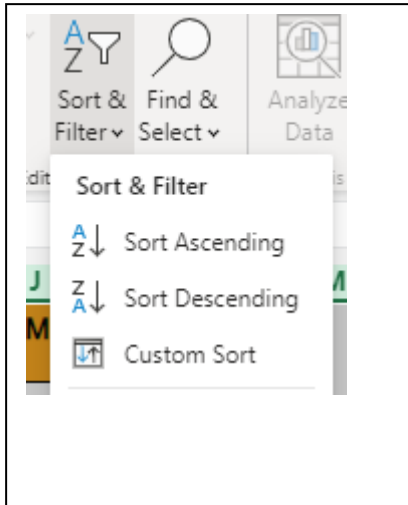 Sort & Find & Analyze
Filter Select Data
Sort & Filter
Sort Ascending
J
Sort Descending
M
Custom Sort